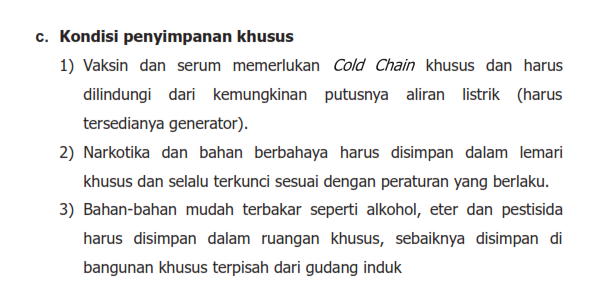 c. Kondisi penyimpanan khusus
1) Vaksin dan serum memerlukan Cold Chain khusus dan harus
dilindungi dari kemungkinan putusnya aliran listrik (harus
tersedianya generator).
2) Narkotika dan bahan berbahaya harus disimpan dalam lemari
khusus dan selalu terkunci sesuai dengan peraturan yang berlaku.
3) Bahan-bahan mudah terbakar seperti alkohol, eter dan pestisida
harus disimpan dalam ruangan khusus, sebaiknya disimpan di
bangunan khusus terpisah dari gudang induk